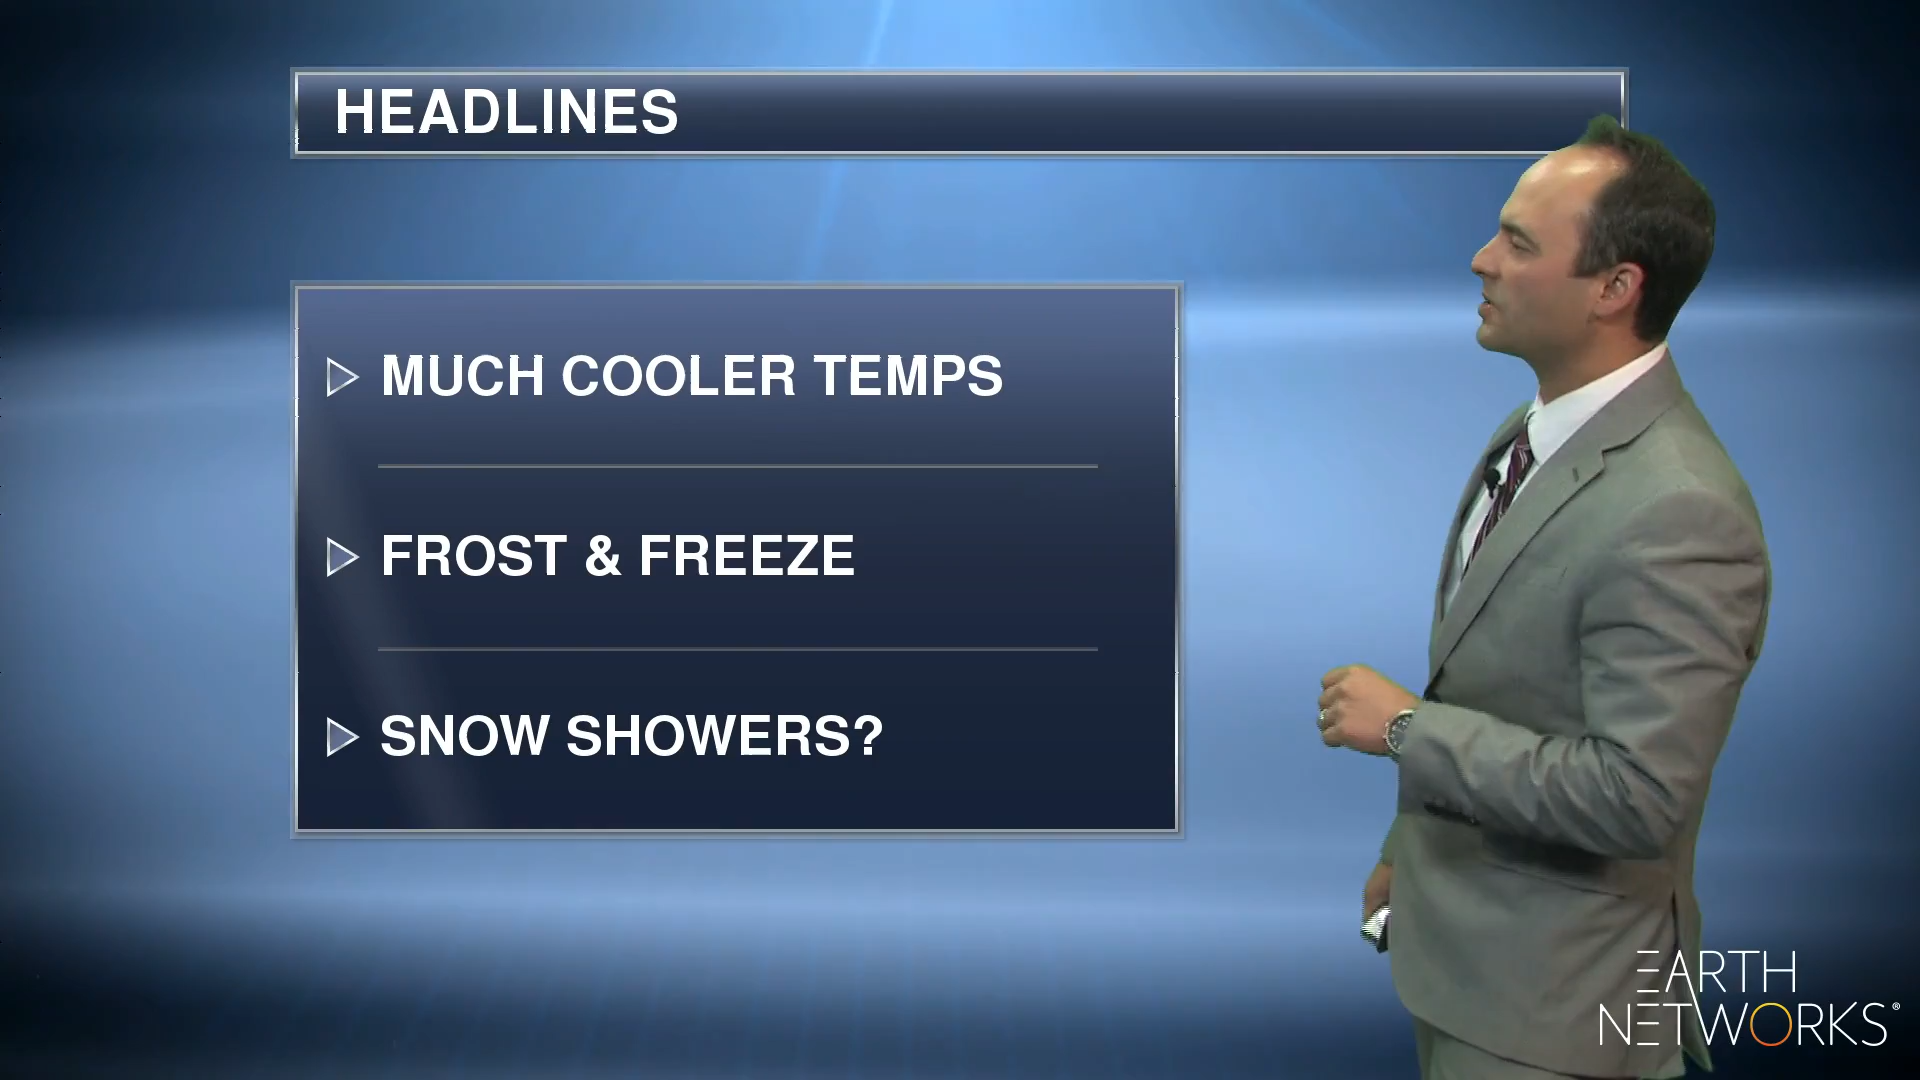 HEADLINES
MUCH COOLER TEMPS
FROST & FREEZE
SNOW SHOWERS?
EARTH
NETWORKS®